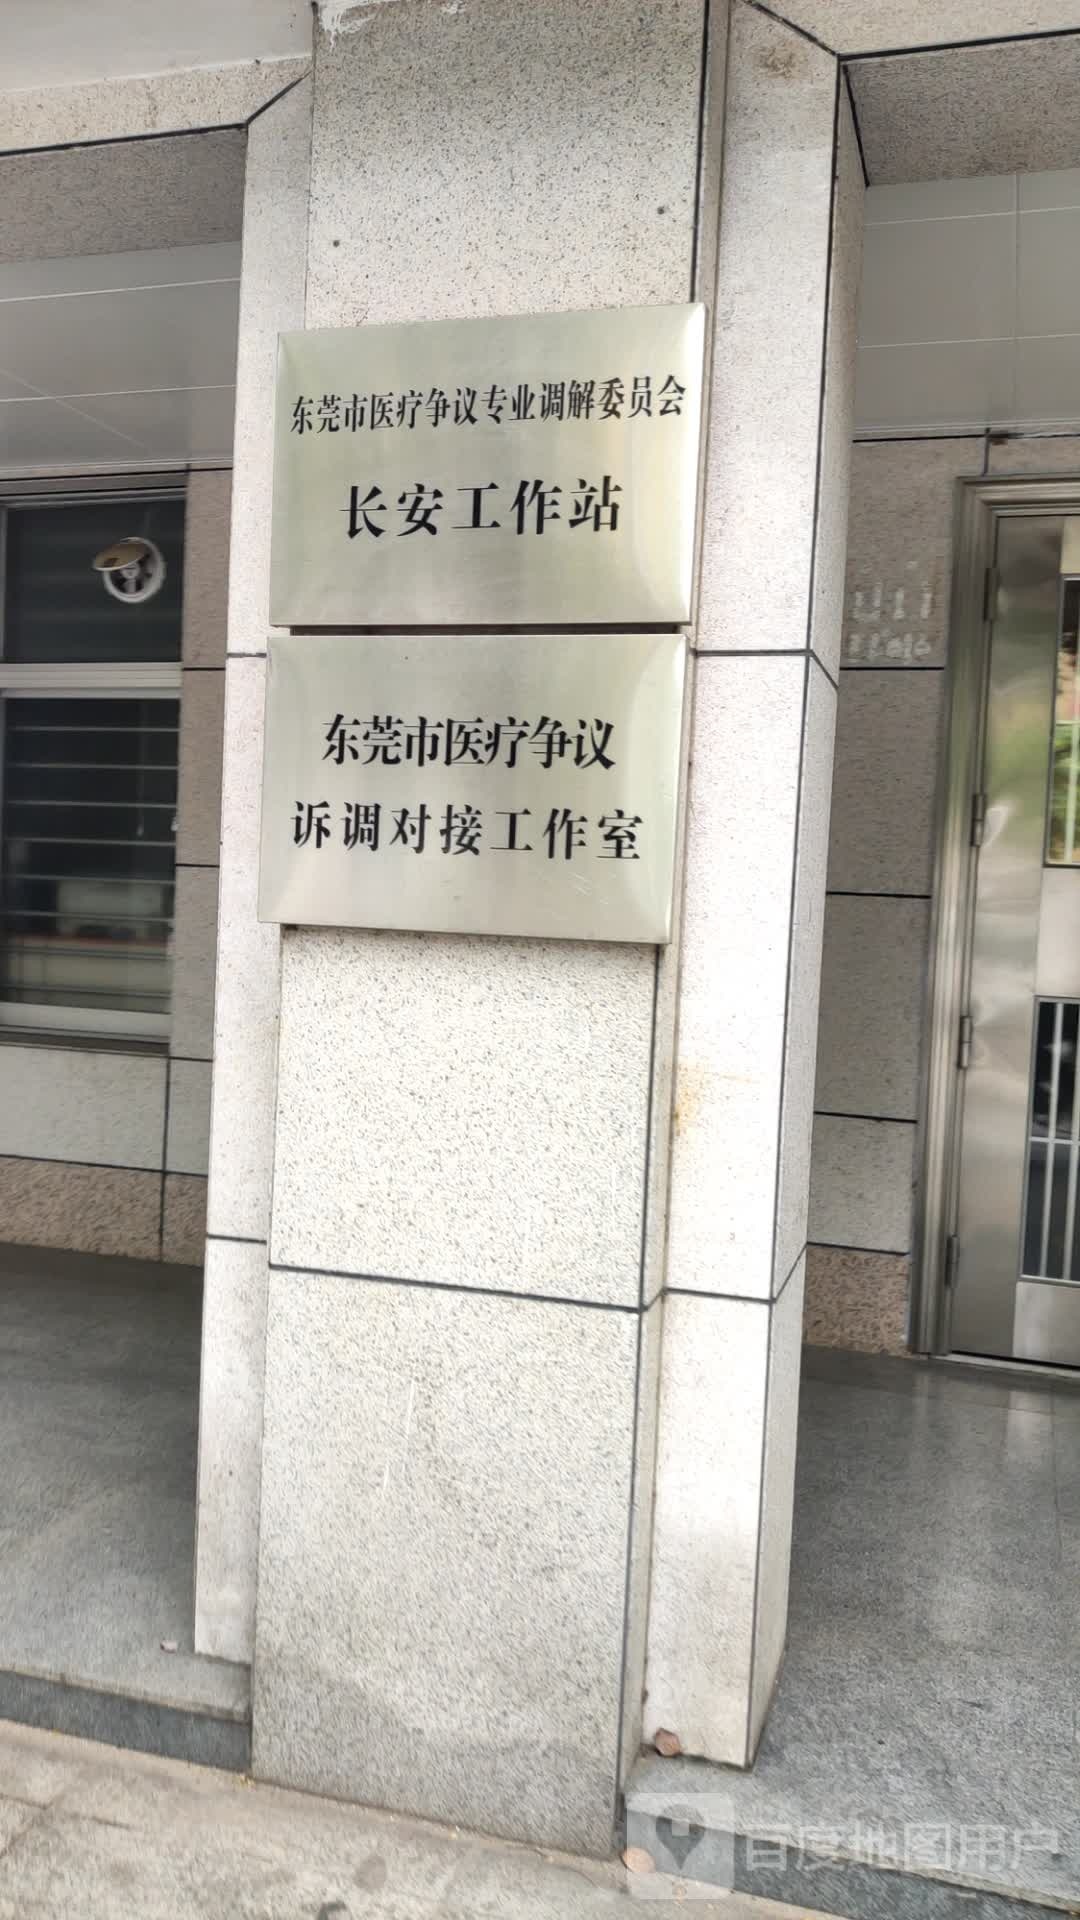 东莞市医疗争议专业调解委员会
长安工作站
东莞市医疗争议
诉调对接工作室
百度地图用户